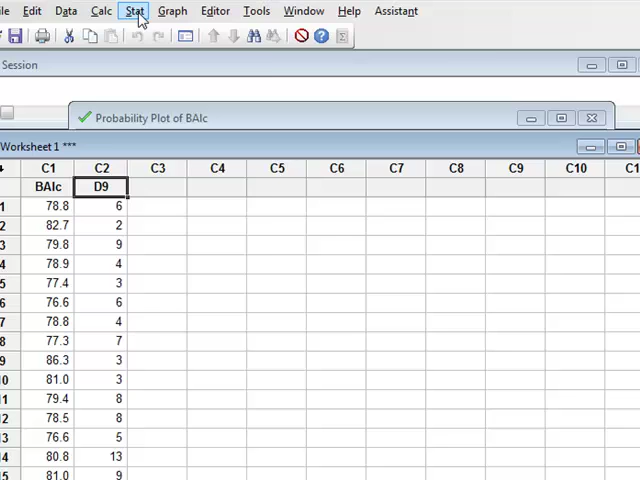 ile Edit Data Calc Stat Graph Editor Tools Window Help Assistant
Session
Probability Plot of BAlc
Worksheet 1 ***
C1 C2 C3 C4 C5 C6 C7 C8 C9 C10 C1
BAlc D9
1 78.8 6
2 82.7 2
3 79.8 9
4 78.9 4
5 77.4 3
6 76.6 6
7 78.8 4
8 77.3 7
9 86.3 3
10 81.0 3
11 79.4 8
12 78.5 8
13 76.6 5
14 80.8 13
15 81.0 9